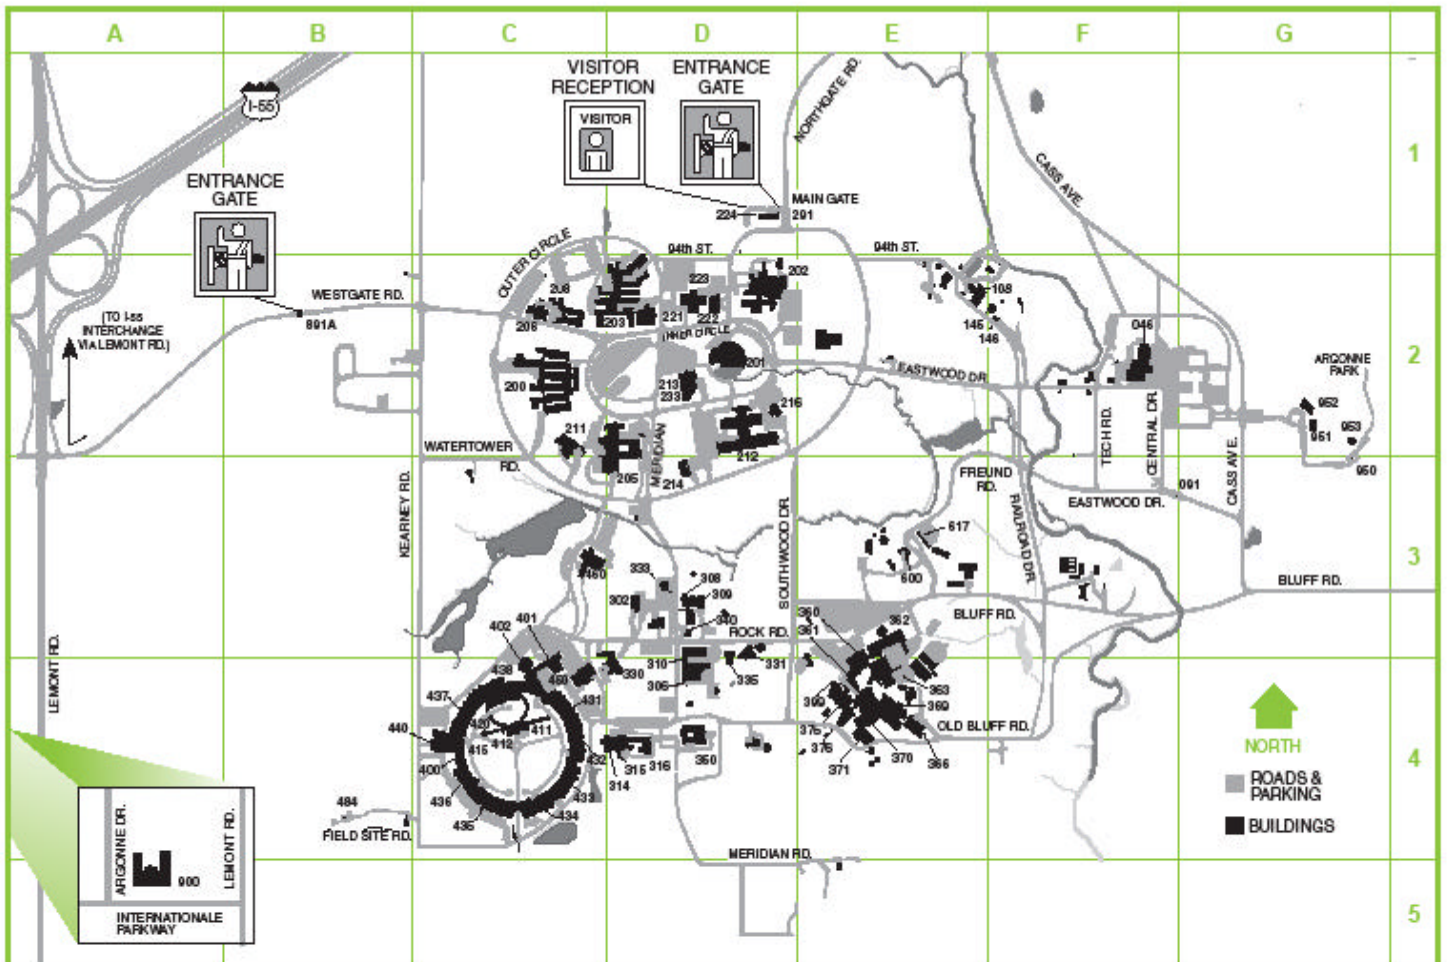 A B C D E F G
1
2
3
4
5
I-55
VISITOR
RECEPTION
VISITOR
ENTRANCE
GATE
NORTHGATE RD.
CASS AVE.
ENTRANCE
GATE
MAIN GATE
224
291
OUTER CIRCLE
94th ST.
94th ST.
WESTGATE RD.
891A
(TO I-55
INTERCHANGE
VIA LEMONT RD.)
208
223
202
108
206
203
221
222
145
146
046
INNER CIRCLE
201
200
213
233
EASTWOOD DR.
ARGONNE
PARK
216
952
951
953
950
211
212
WATERTOWER
RD.
MERIDIAN
205
214
TECH RD.
CENTRAL DR.
CASS AVE.
FREUND
RD.
091
EASTWOOD DR.
KEARNEY RD.
SOUTHWOOD DR.
RAILROAD DR.
617
600
460
333
308
309
302
340
BLUFF RD.
BLUFF RD.
360
361
362
ROCK RD.
401
402
438
450
330
310
306
335
331
LEMONT RD.
437
431
363
369
399
440
420
411
412
415
400
432
375
376
OLD BLUFF RD.
371
370
366
314
315
316
350
436
433
434
435
484
FIELD SITE RD.
MERIDIAN RD.
NORTH
ROADS &
PARKING
BUILDINGS
ARGONNE DR.
LEMONT RD.
900
INTERNATIONALE
PARKWAY